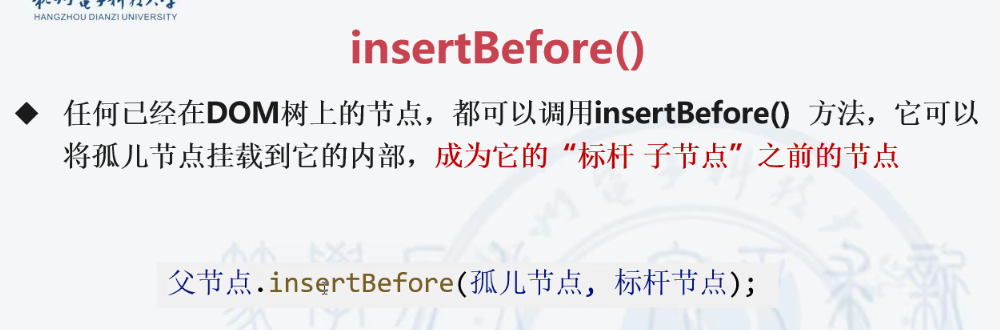 HANGZHOU DIANZI UNIVERSITY
insertBefore()
◆ 任何已经在DOM树上的节点，都可以调用insertBefore() 方法，它可以
将孤儿节点挂载到它的内部，成为它的“标杆 子节点”之前的节点
父节点.insertBefore(孤儿节点, 标杆节点);